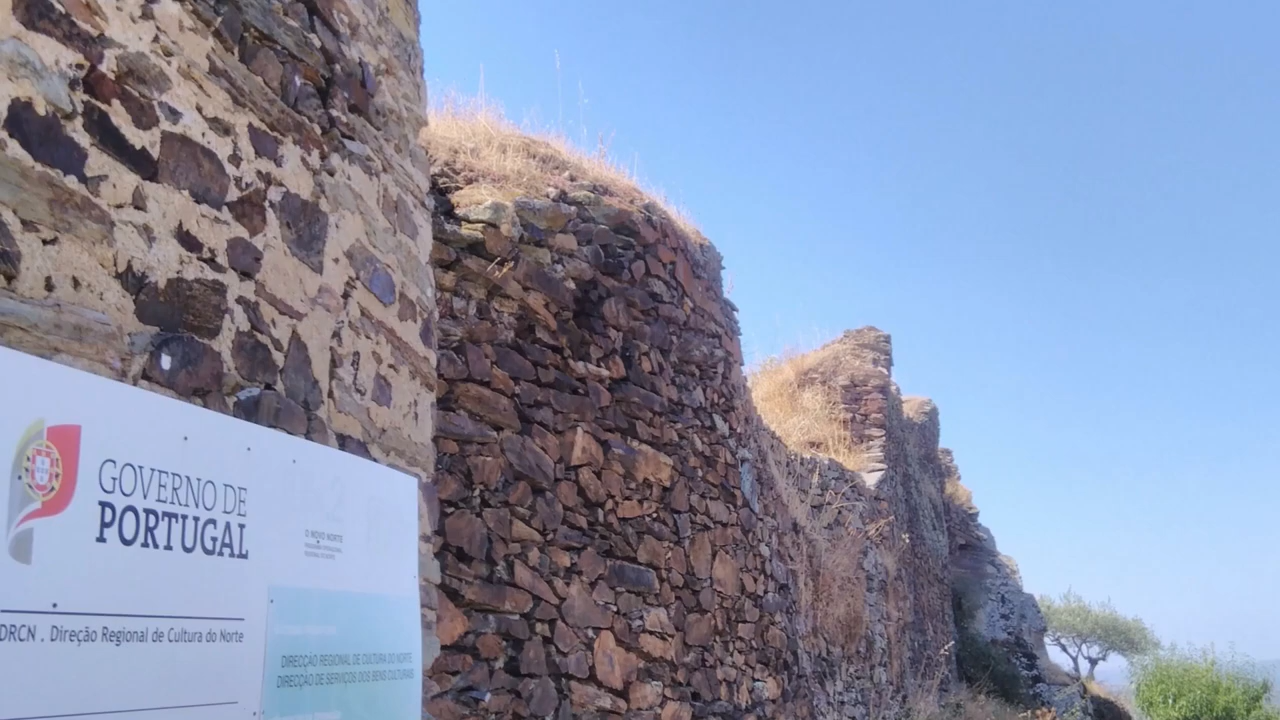 GOVERNO DE
PORTUGAL
O NOVO NORTE
DRCN . Direção Regional de Cultura do Norte
DIRECÇÃO REGIONAL DE CULTURA DO NORTE
DIRECÇÃO DE SERVIÇOS DOS BENS CULTURAIS